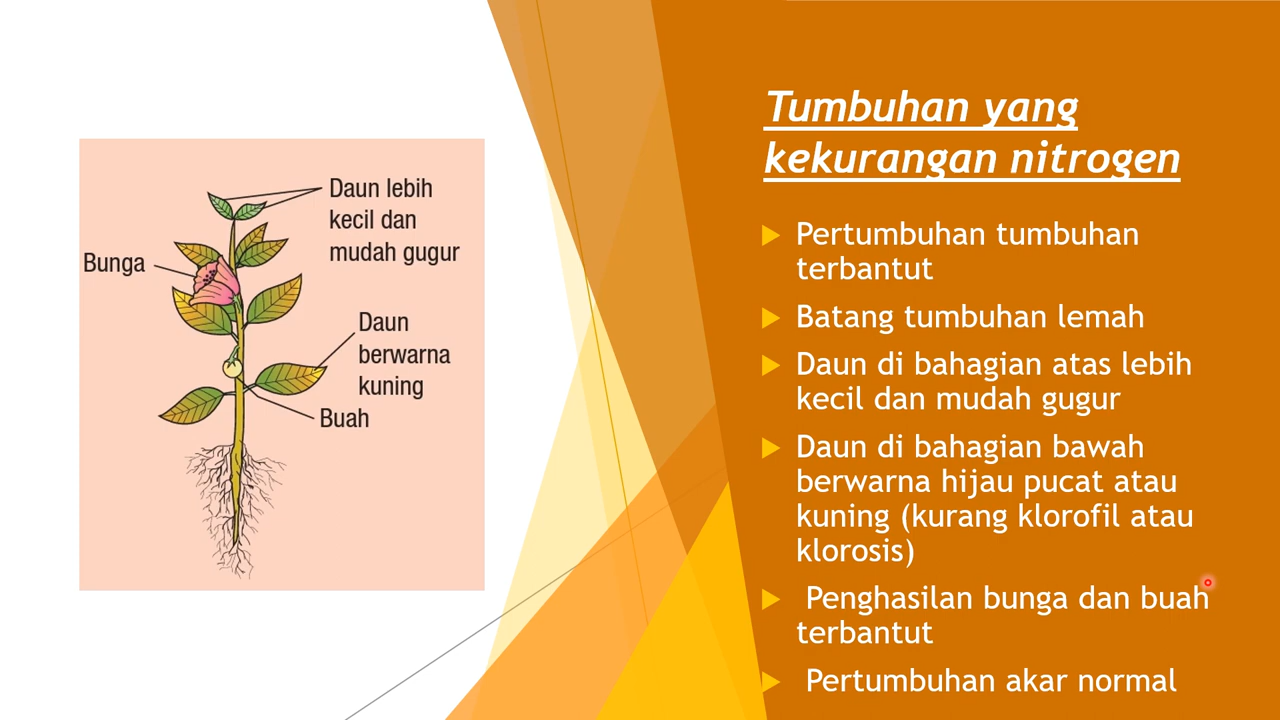 Daun lebih
kecil dan
mudah gugur
Bunga
Daun
berwarna
kuning
Buah
Tumbuhan yang
kekurangan nitrogen
Pertumbuhan tumbuhan
terbantut
Batang tumbuhan lemah
Daun di bahagian atas lebih
kecil dan mudah gugur
Daun di bahagian bawah
berwarna hijau pucat atau
kuning (kurang klorofil atau
klorosis)
Penghasilan bunga dan buah
terbantut
Pertumbuhan akar normal